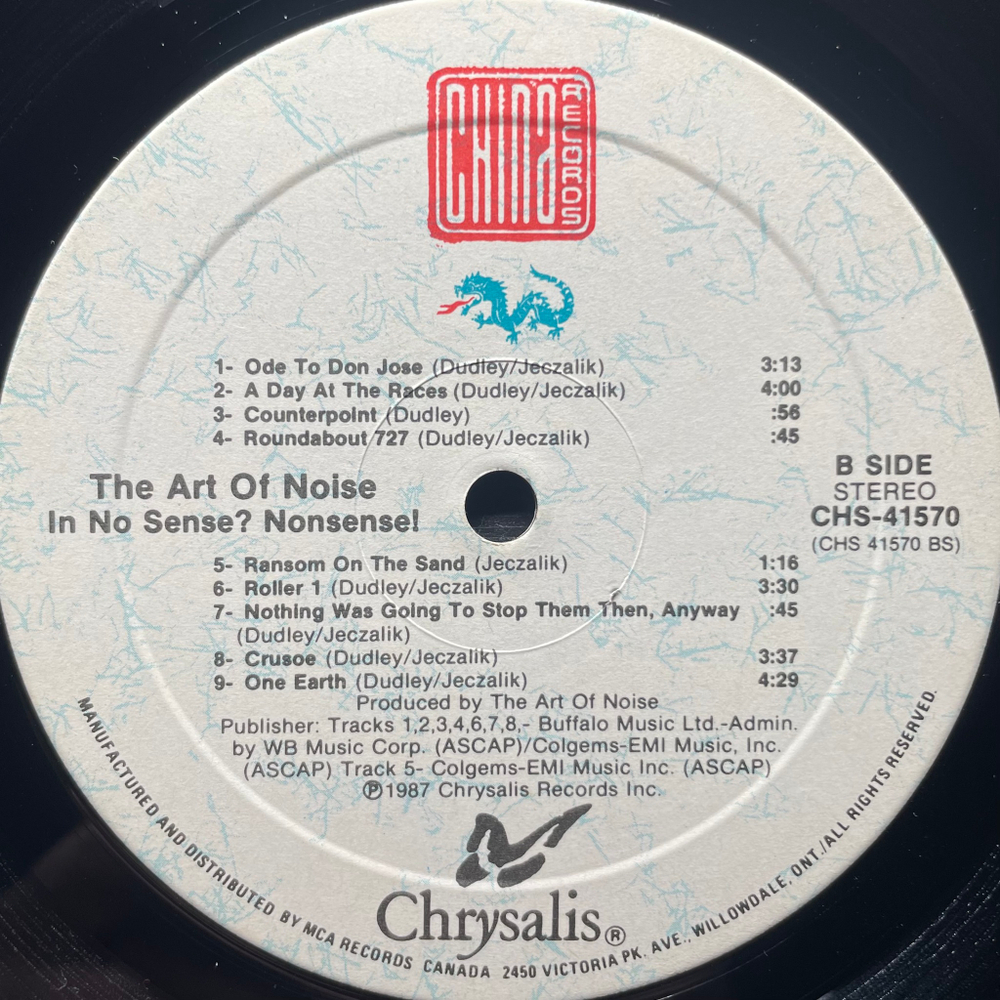 CHINA RECORDS
1- Ode To Don Jose (Dudley/Jeczalik) 3:13
2- A Day At The Races (Dudley/Jeczalik) 4:00
3- Counterpoint (Dudley) :56
4- Roundabout 727 (Dudley/Jeczalik) :45
The Art Of Noise
In No Sense? Nonsense!
B SIDE
STEREO
CHS-41570
(CHS 41570 BS)
5- Ransom On The Sand (Jeczalik) 1:16
6- Roller 1 (Dudley/Jeczalik) 3:30
7- Nothing Was Going To Stop Them Then, Anyway :45
(Dudley/Jeczalik)
8- Crusoe (Dudley/Jeczalik) 3:37
9- One Earth (Dudley/Jeczalik) 4:29
Produced by The Art Of Noise
Publisher: Tracks 1,2,3,4,6,7,8,- Buffalo Music Ltd.-Admin.
by WB Music Corp. (ASCAP)/Colgems-EMI Music, Inc.
(ASCAP) Track 5- Colgems-EMI Music Inc. (ASCAP)
℗1987 Chrysalis Records Inc.
Chrysalis®
MANUFACTURED AND DISTRIBUTED BY MCA RECORDS CANADA 2450 VICTORIA PK. AVE., WILLOWDALE, ONT./ALL RIGHTS RESERVED.